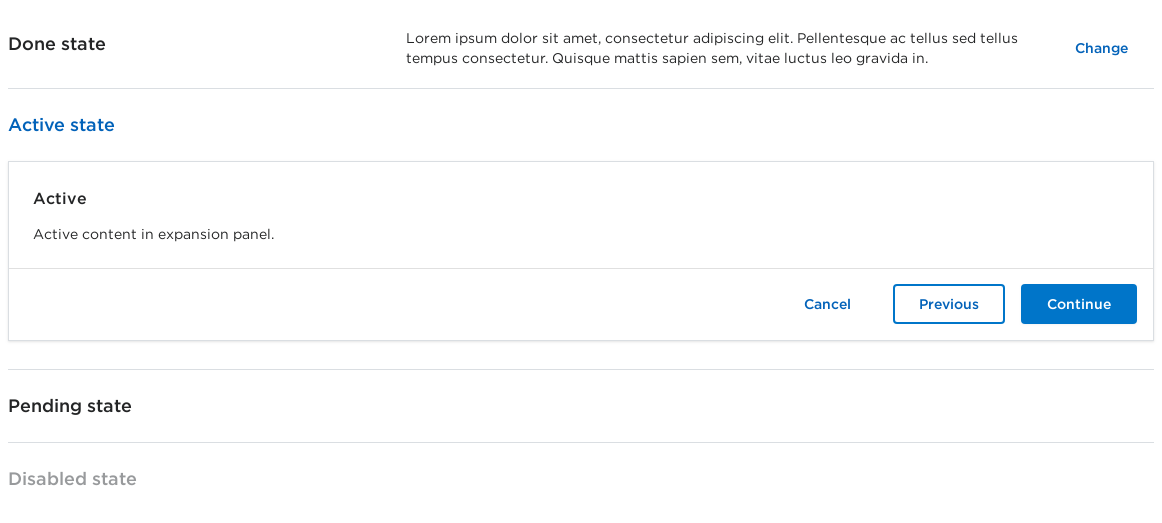 Done state
Lorem ipsum dolor sit amet, consectetur adipiscing elit. Pellentesque ac tellus sed tellus
tempus consectetur. Quisque mattis sapien sem, vitae luctus leo gravida in.
Change
Active state
Active
Active content in expansion panel.
Cancel
Previous
Continue
Pending state
Disabled state